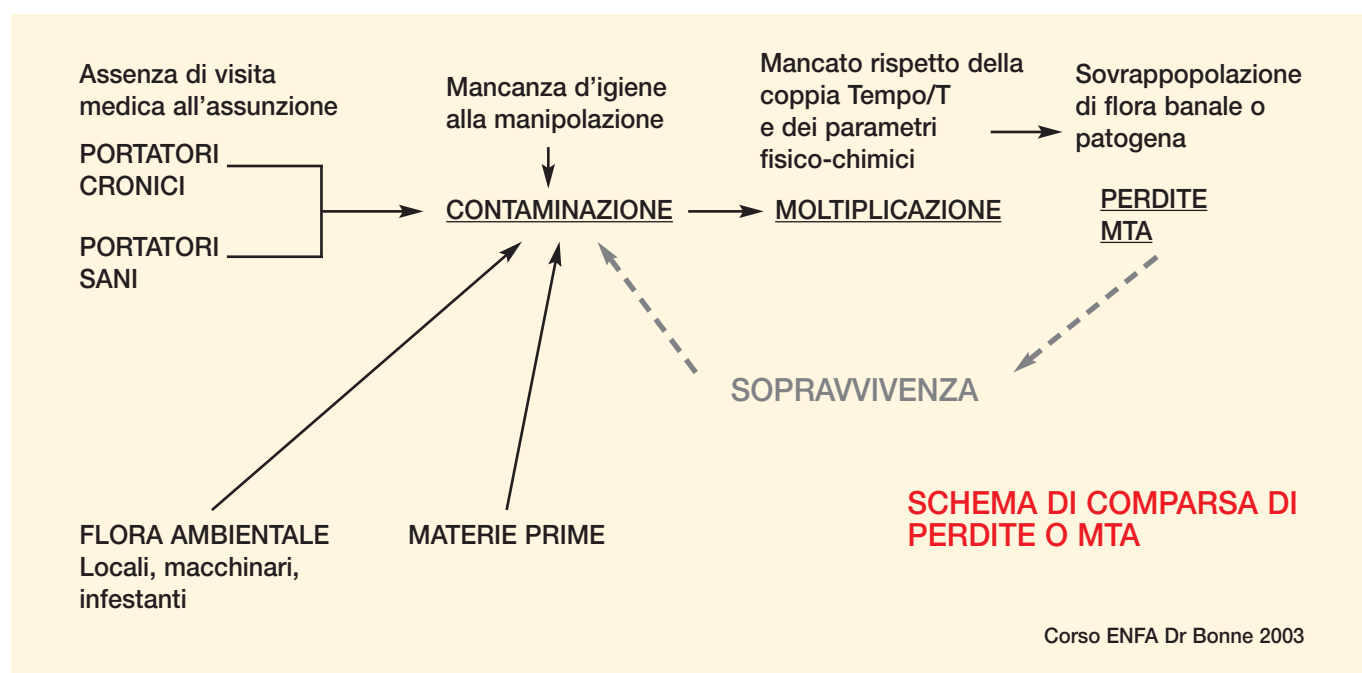 Assenza di visita
medica all’assunzione
PORTATORI
CRONICI
PORTATORI
SANI
Mancanza d’igiene
alla manipolazione
CONTAMINAZIONE
Mancato rispetto della
coppia Tempo/T
e dei parametri
fisico-chimici
MOLTIPLICAZIONE
Sovrappopolazione
di flora banale o
patogena
PERDITE
MTA
SOPRAVVIVENZA
FLORA AMBIENTALE
Locali, macchinari,
infestanti
MATERIE PRIME
SCHEMA DI COMPARSA DI
PERDITE O MTA
Corso ENFA Dr Bonne 2003